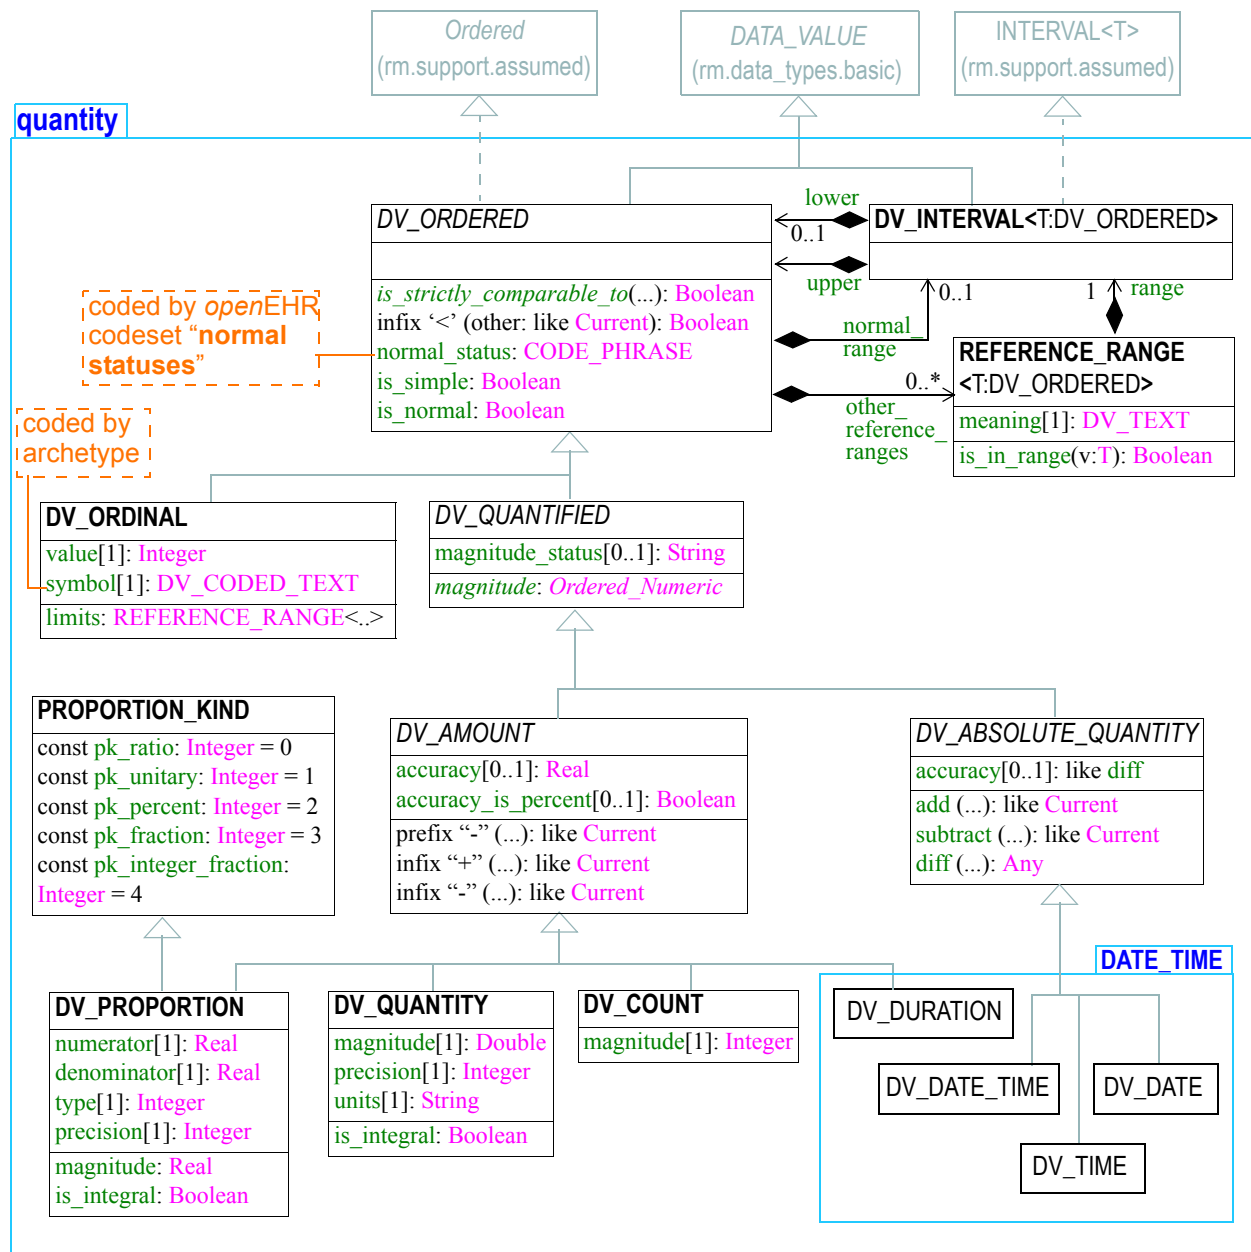 Ordered
(rm.support.assumed)
DATA_VALUE
(rm.data_types.basic)
INTERVAL<T>
(rm.support.assumed)
quantity
DV_ORDERED
is_strictly_comparable_to(...): Boolean
infix ‘<’ (other: like Current): Boolean
normal_status: CODE_PHRASE
is_simple: Boolean
is_normal: Boolean
lower
0..1
upper
DV_INTERVAL<T:DV_ORDERED>
0..1
normal_
range
1
range
0..*
other_
reference_
ranges
REFERENCE_RANGE
<T:DV_ORDERED>
meaning[1]: DV_TEXT
is_in_range(v:T): Boolean
coded by openEHR
codeset “normal
statuses”
coded by
archetype
DV_ORDINAL
value[1]: Integer
symbol[1]: DV_CODED_TEXT
limits: REFERENCE_RANGE<..>
DV_QUANTIFIED
magnitude_status[0..1]: String
magnitude: Ordered_Numeric
PROPORTION_KIND
const pk_ratio: Integer = 0
const pk_unitary: Integer = 1
const pk_percent: Integer = 2
const pk_fraction: Integer = 3
const pk_integer_fraction:
Integer = 4
DV_AMOUNT
accuracy[0..1]: Real
accuracy_is_percent[0..1]: Boolean
prefix “-” (...): like Current
infix “+” (...): like Current
infix “-” (...): like Current
DV_ABSOLUTE_QUANTITY
accuracy[0..1]: like diff
add (...): like Current
subtract (...): like Current
diff (...): Any
DV_PROPORTION
numerator[1]: Real
denominator[1]: Real
type[1]: Integer
precision[1]: Integer
magnitude: Real
is_integral: Boolean
DV_QUANTITY
magnitude[1]: Double
precision[1]: Integer
units[1]: String
is_integral: Boolean
DV_COUNT
magnitude[1]: Integer
DATE_TIME
DV_DURATION
DV_DATE_TIME
DV_DATE
DV_TIME